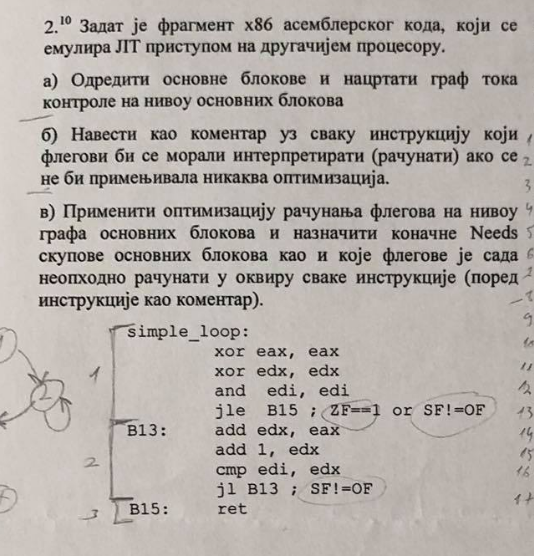 2.¹⁰ Задат је фрагмент x86 асемблерског кода, који се
емулира ЈТ приступом на другачијем процесору.
а) Одредити основне блокове и нацртати граф тока
контроле на нивоу основних блокова
б) Навести као коментар уз сваку инструкцију који
флегови би се морали интерпретирати (рачунати) ако се
не би примењивала никаква оптимизација.
в) Применити оптимизацију рачунања флегова на нивоу
графа основних блокова и назначити коначне Needs
скупове основних блокова као и које флегове је сада
неопходно рачунати у оквиру сваке инструкције (поред
инструкције као коментар).
simple_loop:
xor eax, eax
xor edx, edx
and edi, edi
jle B15 ; ZF==1 or SF!=OF
B13: add edx, eax
add 1, edx
cmp edi, edx
jl B13 ; SF!=OF
B15: ret
1
2
3
2
1
2
3
4
5
6
7
8
9
10
11
12
13
14
15
16
17